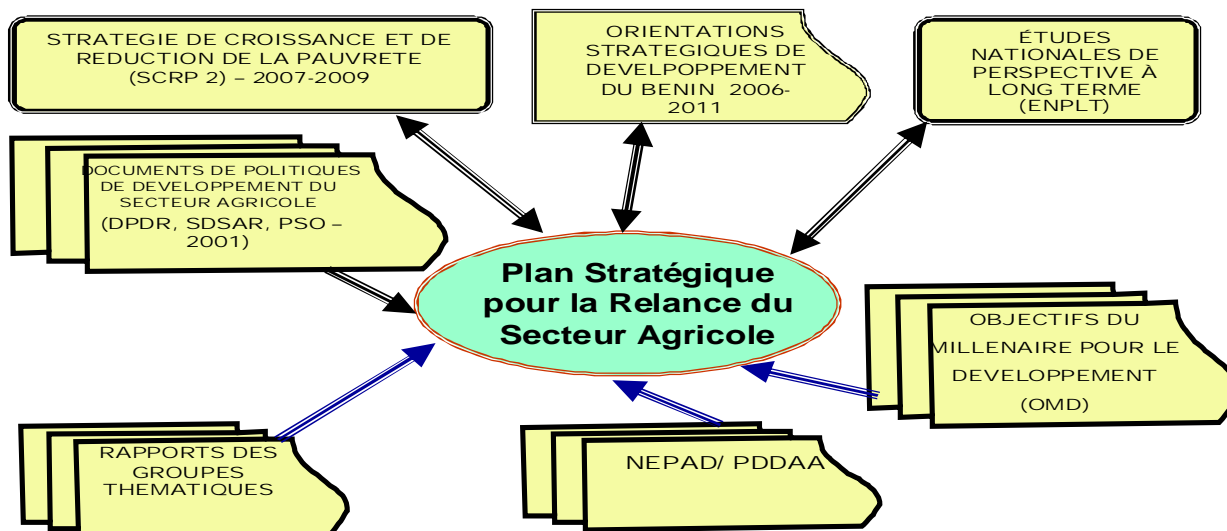 STRATEGIE DE CROISSANCE ET DE
REDUCTION DE LA PAUVRETE
(SCRP 2) – 2007-2009
ORIENTATIONS
STRATEGIQUES DE
DEVELPOPPEMENT
DU BENIN 2006-
2011
ÉTUDES
NATIONALES DE
PERSPECTIVE À
LONG TERME
(ENPLT)
DOCUMENTS DE POLITIQUES
DE DEVELOPPEMENT DU
SECTEUR AGRICOLE
(DPDR, SDSAR, PSO –
2001)
Plan Stratégique
pour la Relance du
Secteur Agricole
OBJECTIFS DU
MILLENAIRE POUR LE
DEVELOPPEMENT
(OMD)
RAPPORTS DES
GROUPES
THEMATIQUES
NEPAD/ PDDAA